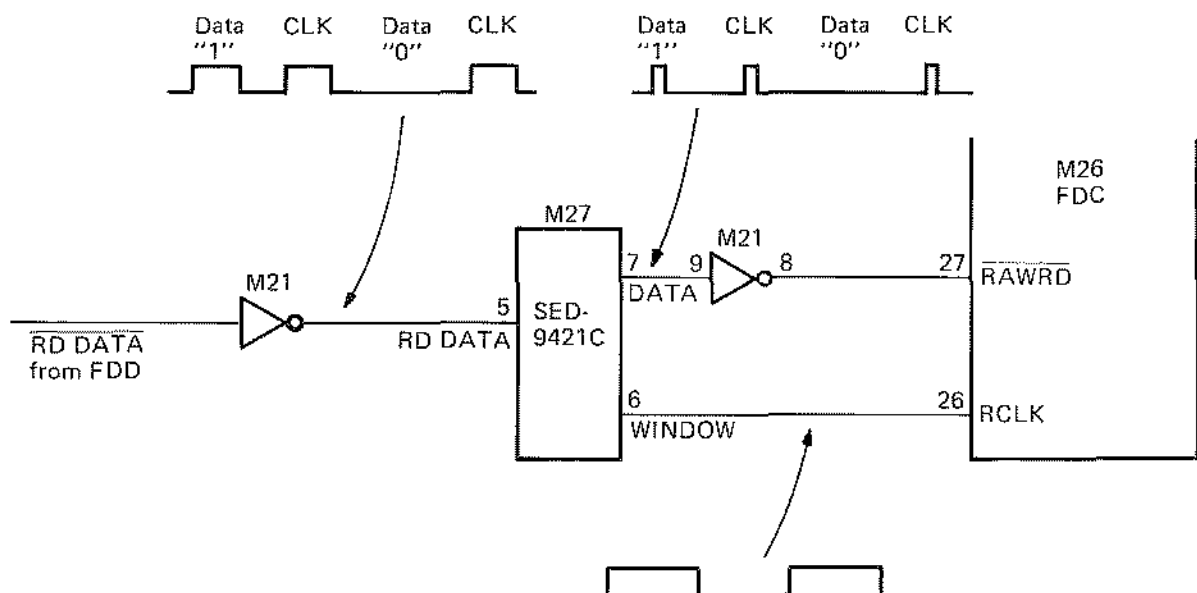 Data CLK Data CLK
"1" "0"
Data CLK Data CLK
"1" "0"
M26
FDC
M27
M21
M21
7 9 8 27 RAWRD
DATA
5
RD DATA
SED-
9421C
RD DATA
from FDD
6 26 RCLK
WINDOW